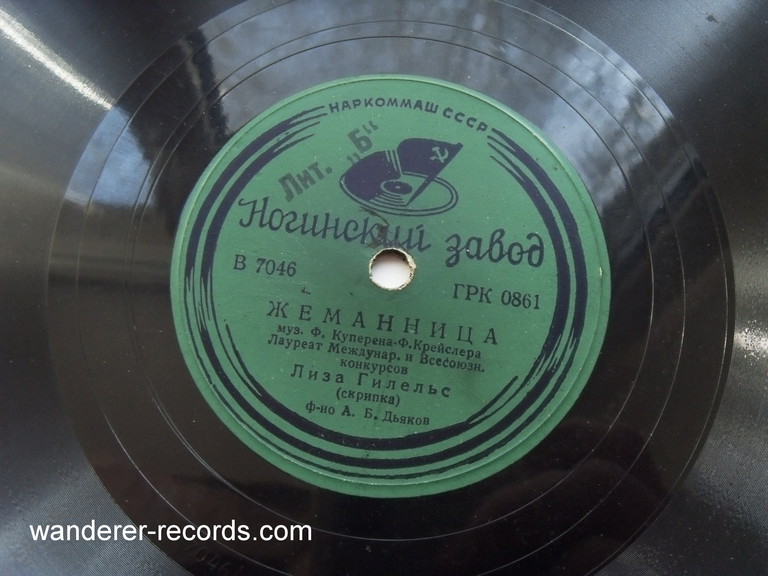 НАРКОММАШ СССР
Лит. „Б“
Ногинский завод
В 7046
ГРК 0861
ЖЕМАННИЦА
муз. Ф. Куперена-Ф.Крейслера
Лауреат Междунар. и Всесоюзн.
конкурсов
Лиза Гилельс
(скрипка)
ф-но А. Б. Дьяков
wanderer-records.com